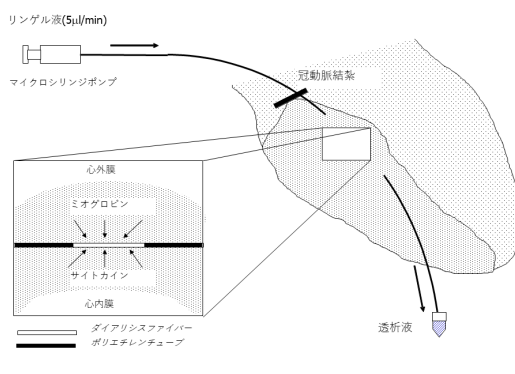 リンゲル液(5μl/min)
マイクロシリンジポンプ
冠動脈結紮
心外膜
ミオグロビン
サイトカイン
心内膜
ダイアリシスファイバー
ポリエチレンチューブ
透析液